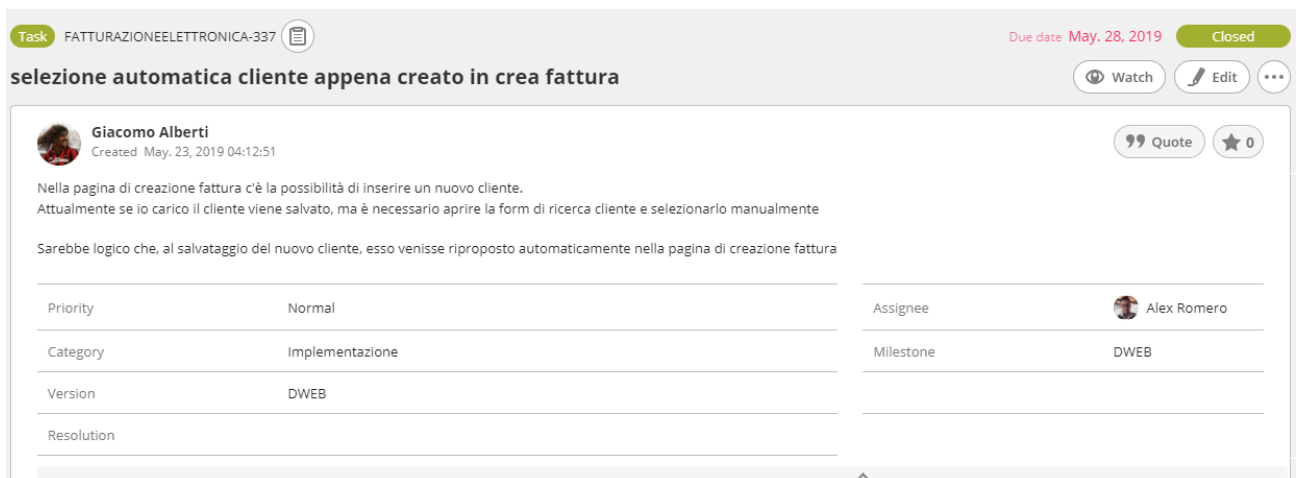 Task FATTURAZIONEELETTRONICA-337 Due date May. 28, 2019 Closed
selezione automatica cliente appena creato in crea fattura Watch Edit
Giacomo Alberti
Created May. 23, 2019 04:12:51 Quote 0
Nella pagina di creazione fattura c'è la possibilità di inserire un nuovo cliente.
Attualmente se io carico il cliente viene salvato, ma è necessario aprire la form di ricerca cliente e selezionarlo manualmente
Sarebbe logico che, al salvataggio del nuovo cliente, esso venisse riproposto automaticamente nella pagina di creazione fattura
Priority Normal Assignee Alex Romero
Category Implementazione Milestone DWEB
Version DWEB
Resolution